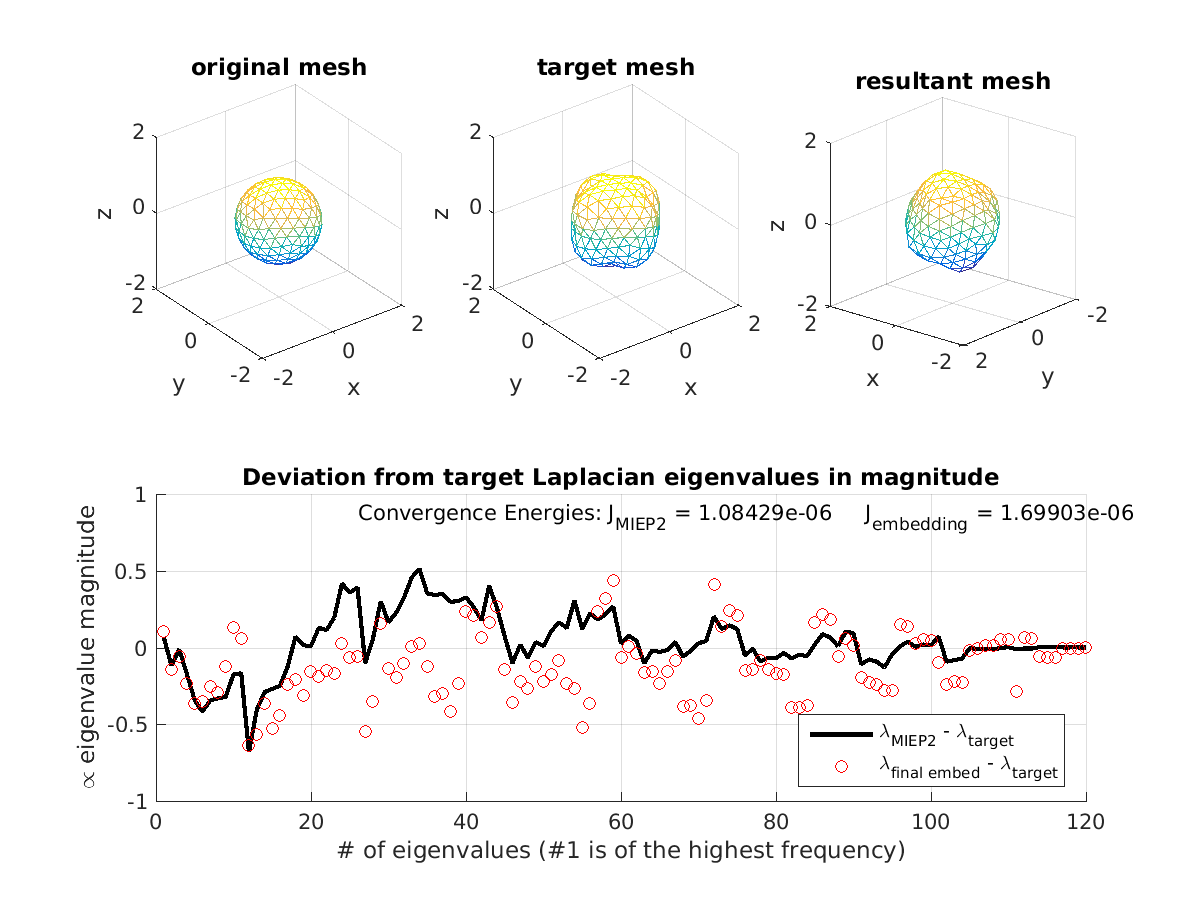 original mesh
target mesh
resultant mesh
2
0
-2
z
2
0
-2
y
-2
0
2
x
2
0
-2
z
2
0
-2
y
-2
0
2
x
2
0
-2
z
2
0
-2
x
2
0
-2
y
Deviation from target Laplacian eigenvalues in magnitude
Convergence Energies: J_MIEP2 = 1.08429e-06 J_embedding = 1.69903e-06
∝ eigenvalue magnitude
1
0.5
0
-0.5
-1
λ_MIEP2 - λ_target
λ_final embed - λ_target
0 20 40 60 80 100 120
# of eigenvalues (#1 is of the highest frequency)